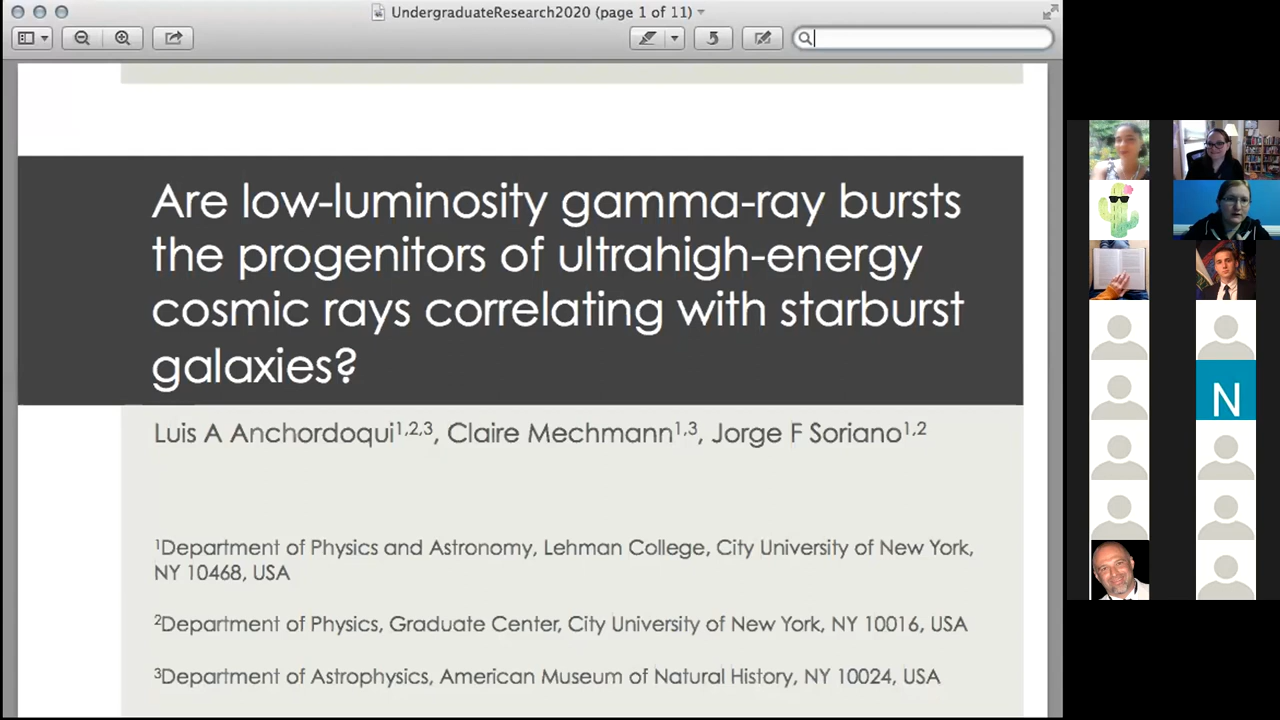 UndergraduateResearch2020 (page 1 of 11)
Are low-luminosity gamma-ray bursts
the progenitors of ultrahigh-energy
cosmic rays correlating with starburst
galaxies?
Luis A Anchordoqui¹,²,³, Claire Mechmann¹,³, Jorge F Soriano¹,²
¹Department of Physics and Astronomy, Lehman College, City University of New York,
NY 10468, USA
²Department of Physics, Graduate Center, City University of New York, NY 10016, USA
³Department of Astrophysics, American Museum of Natural History, NY 10024, USA
N